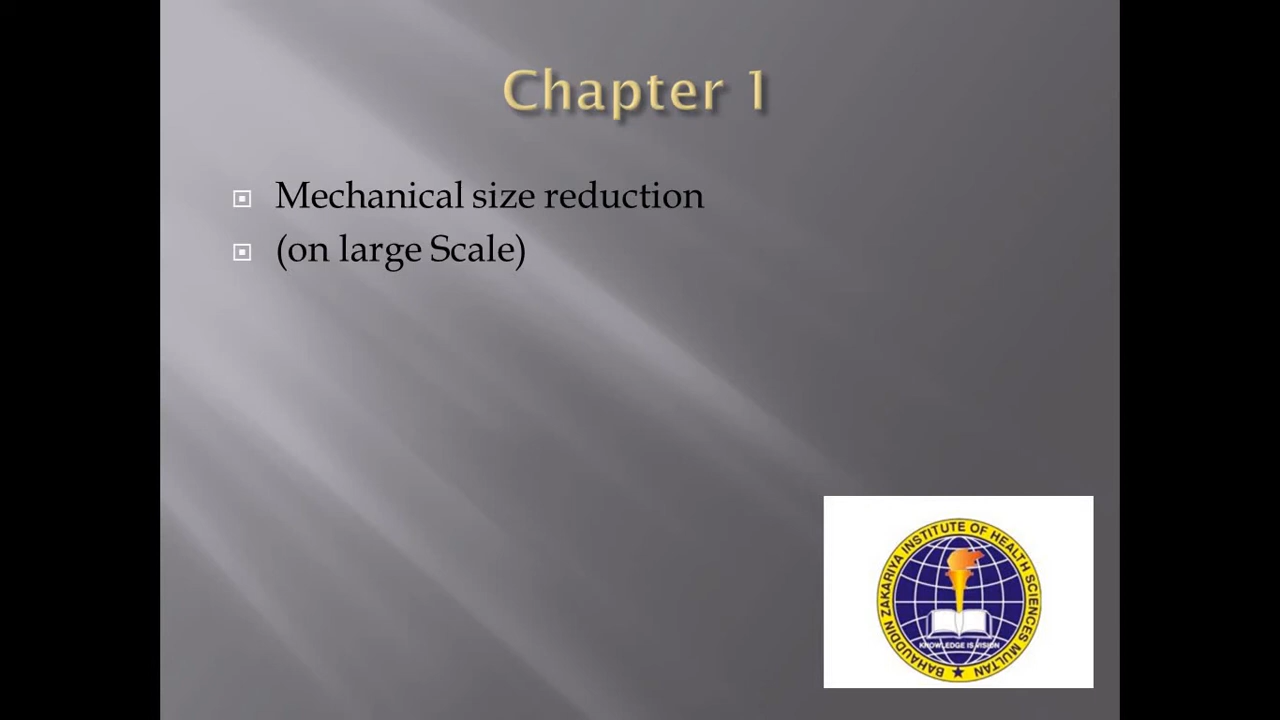 Chapter 1
Mechanical size reduction
(on large Scale)
BAHAUDDIN ZAKARIYA INSTITUTE OF HEALTH SCIENCES MULTAN
KNOWLEDGE IS VISION